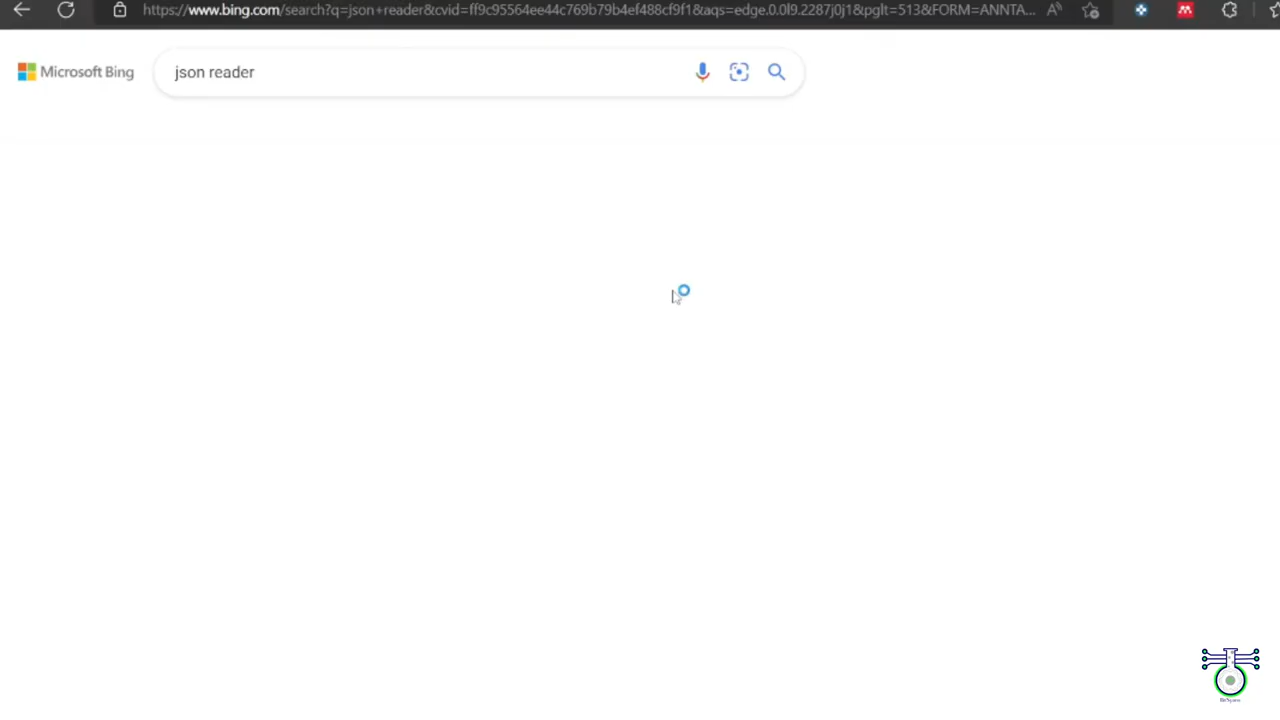 https://www.bing.com/search?q=json+reader&cvid=ff9c95564ee44c769b79b4ef488cf9f1&aqs=edge.0.0l9.2287j0j1&pglt=513&FORM=ANNTA...
Microsoft Bing
json reader